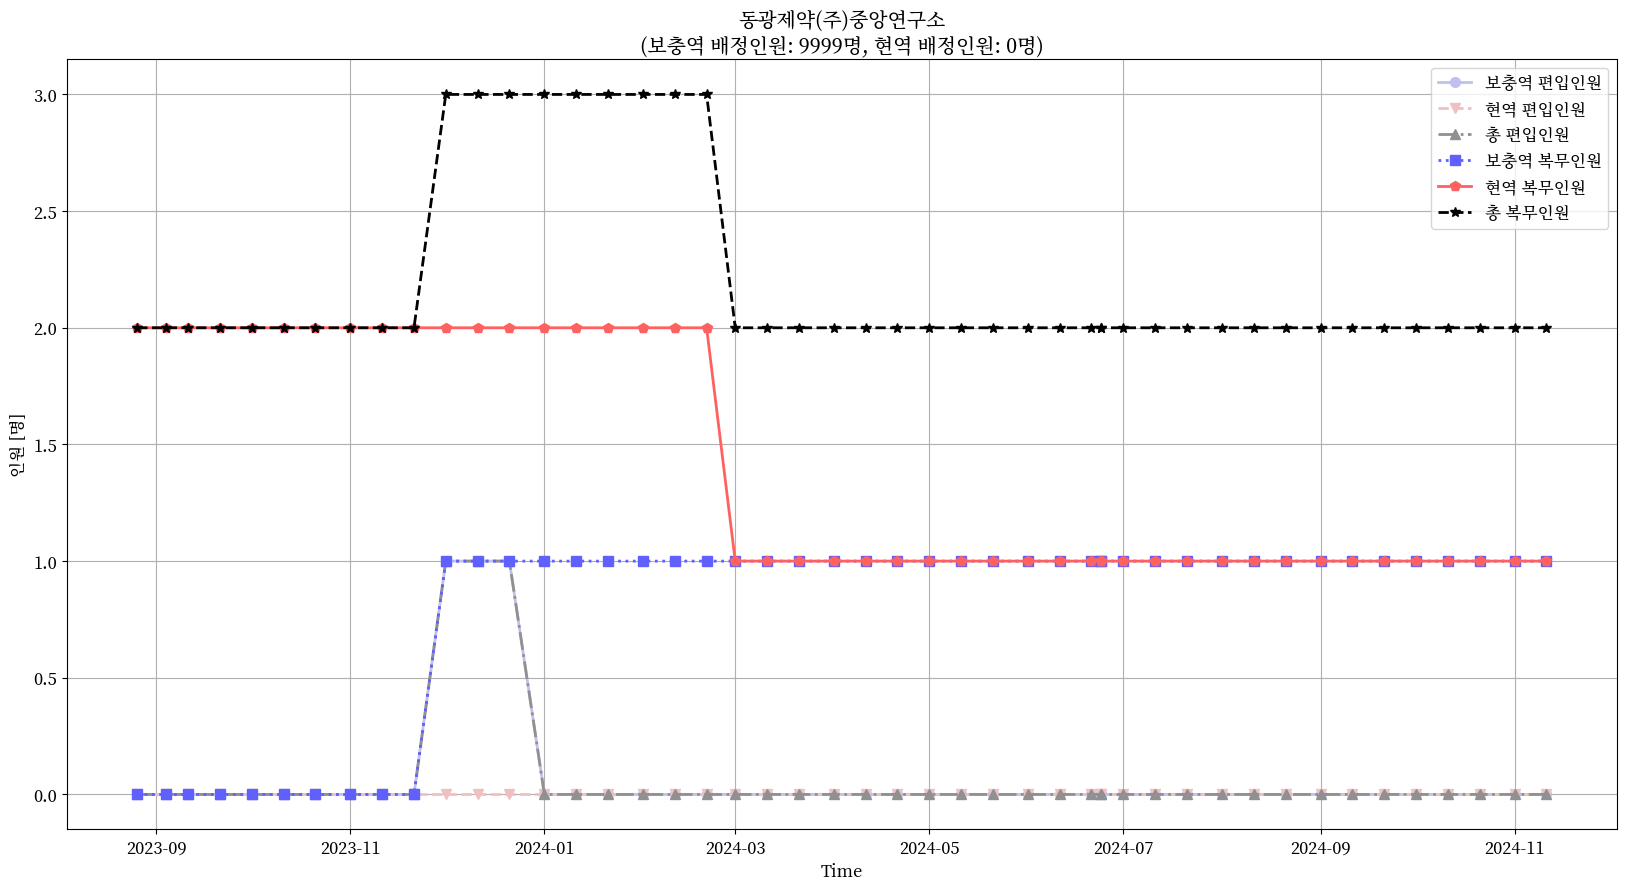 동광제약(주)중앙연구소
(보충역 배정인원: 9999명, 현역 배정인원: 0명)
보충역 편입인원
현역 편입인원
총 편입인원
보충역 복무인원
현역 복무인원
총 복무인원
인원 [명]
3.0
2.5
2.0
1.5
1.0
0.5
0.0
2023-09
2023-11
2024-01
2024-03
2024-05
2024-07
2024-09
2024-11
Time